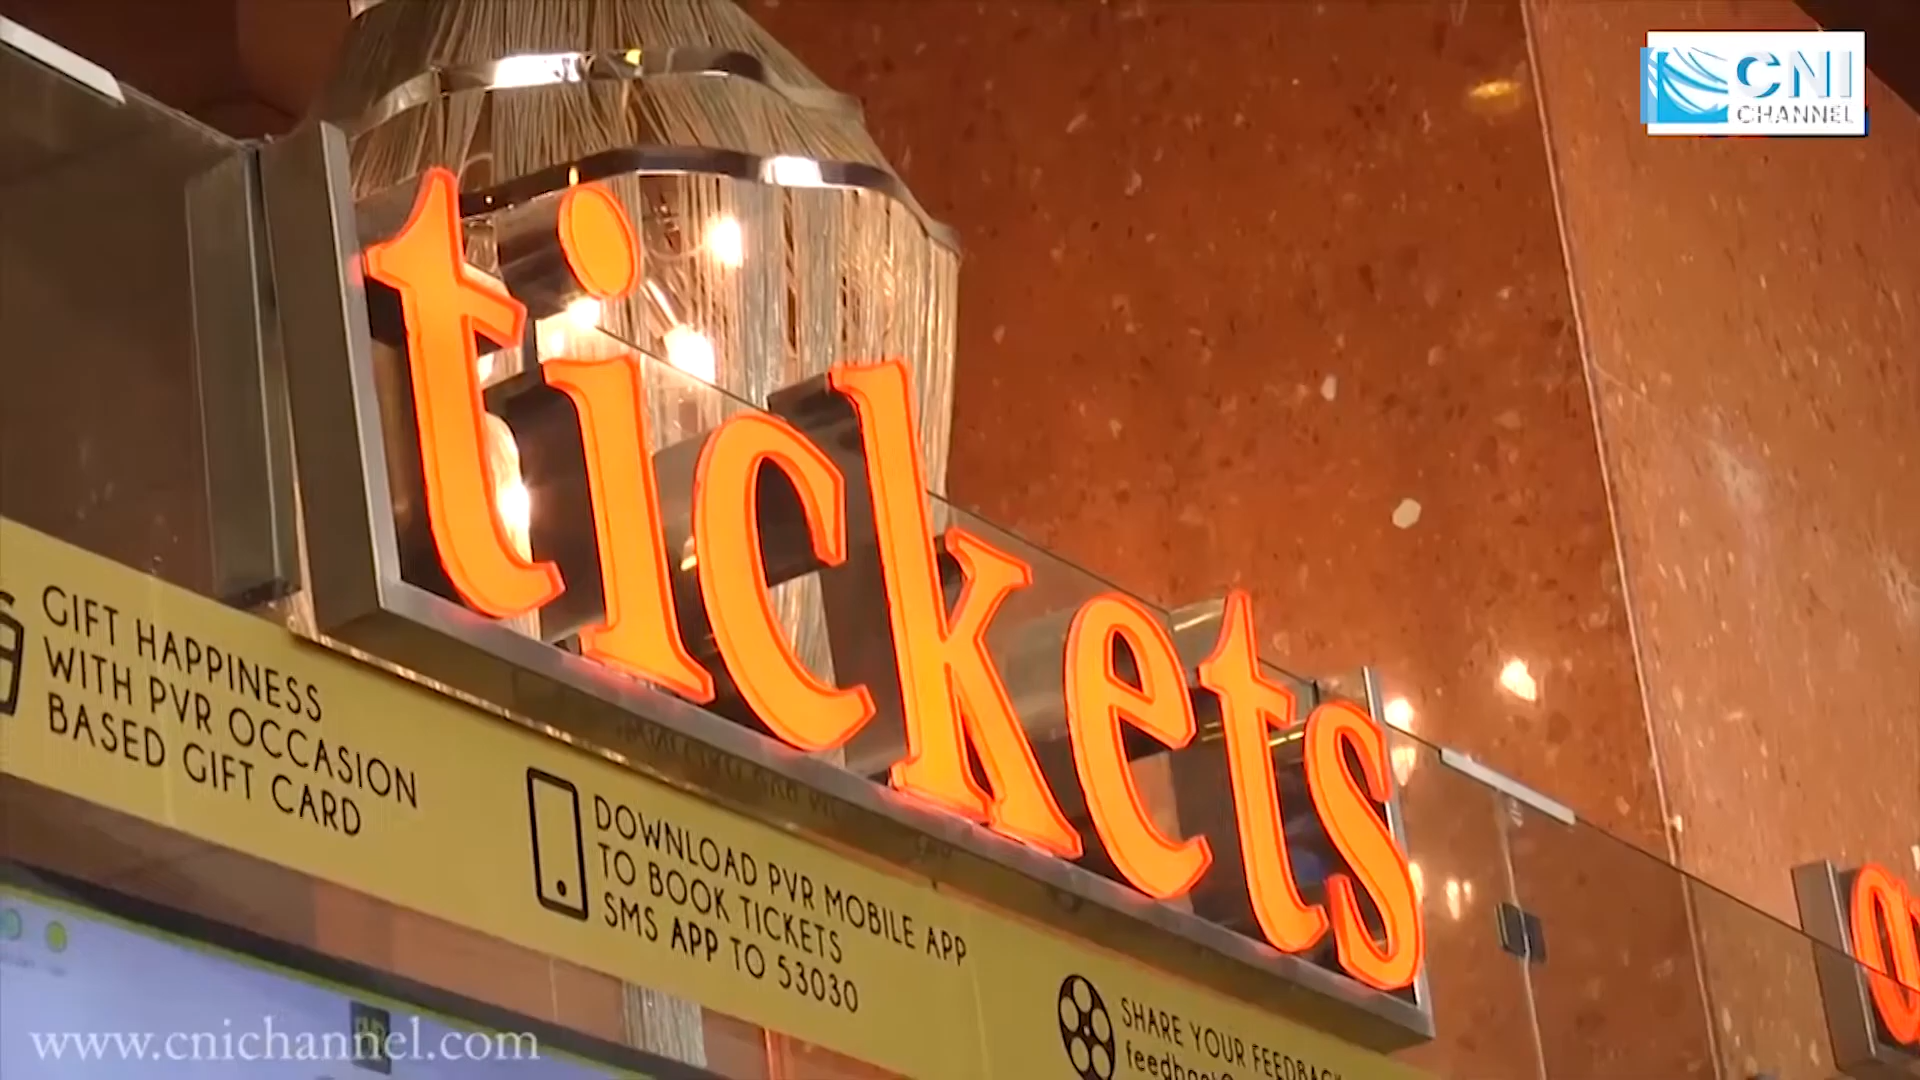 CNI
CHANNEL
tickets
GIFT HAPPINESS
WITH PVR OCCASION
BASED GIFT CARD
DOWNLOAD PVR MOBILE APP
TO BOOK TICKETS
SMS APP TO 53030
SHARE YOUR FEEDBACK
www.cnichannel.com